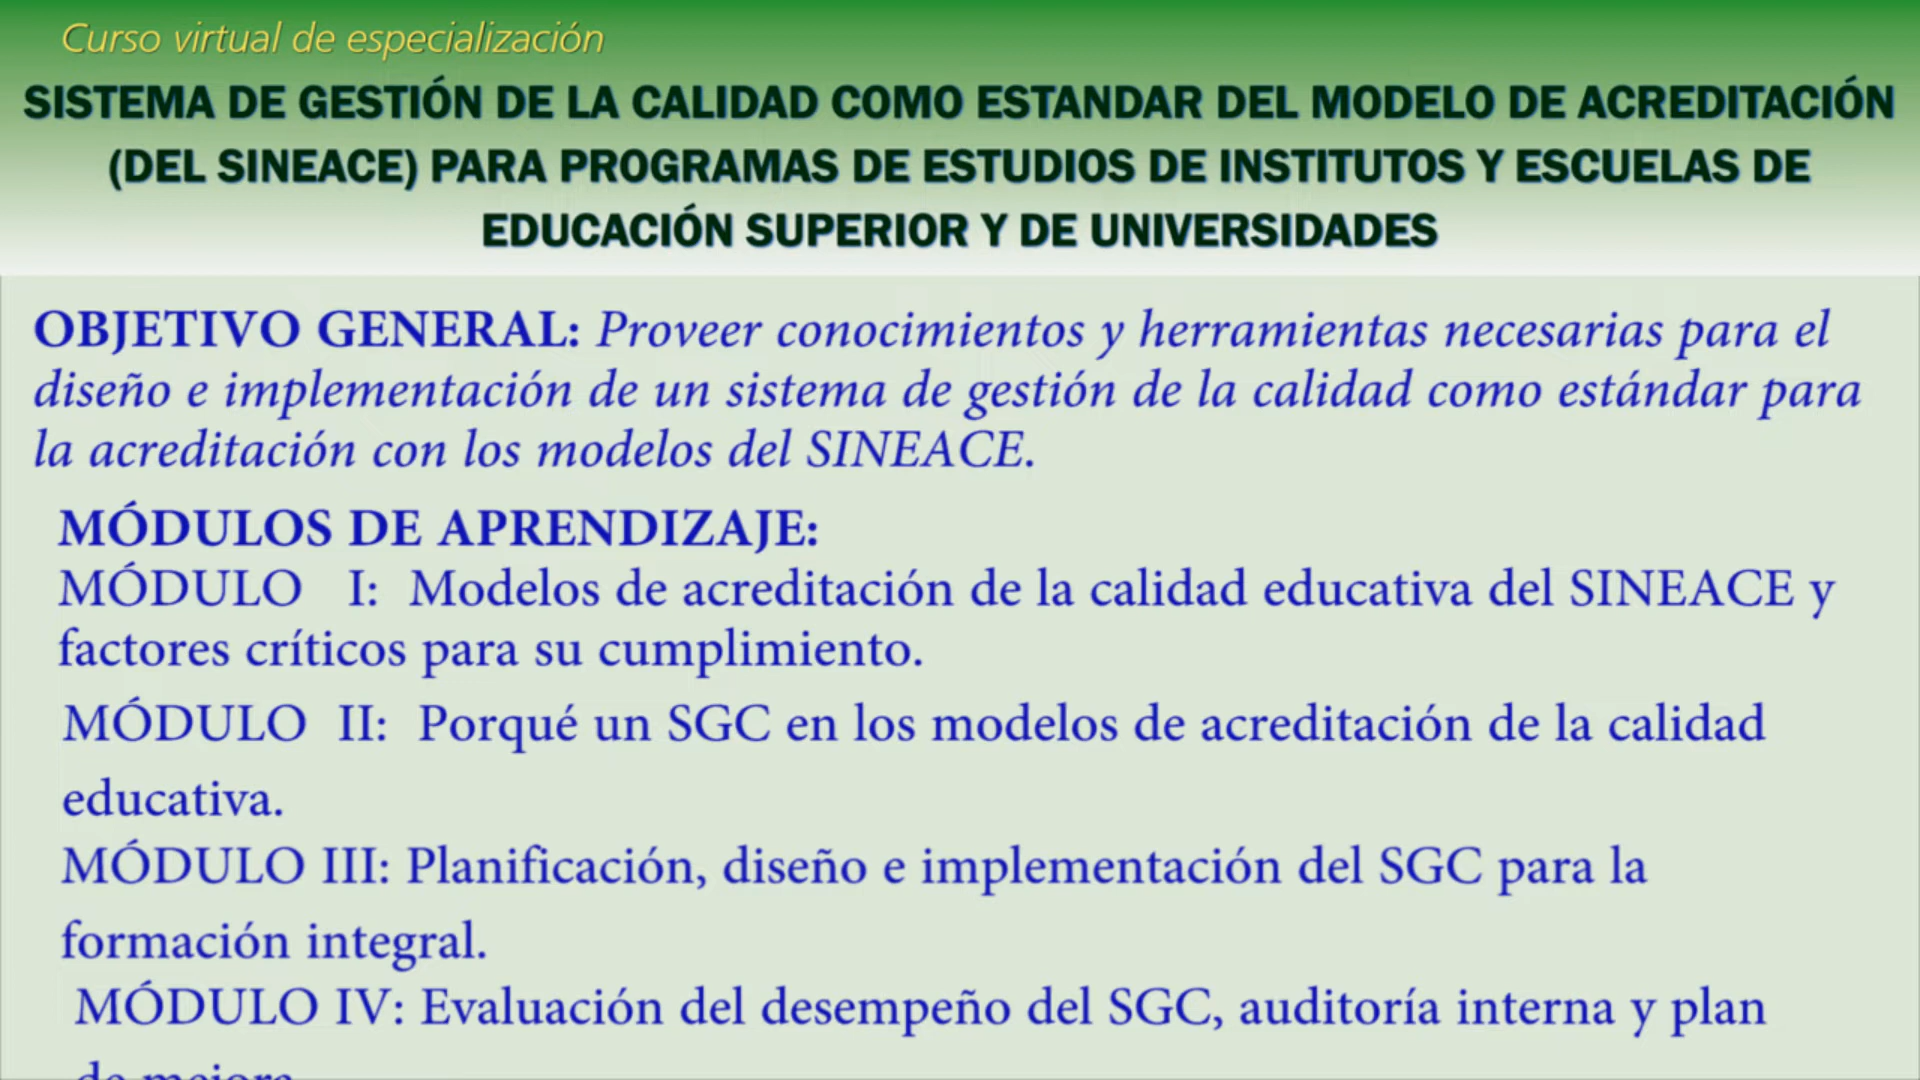 Curso virtual de especialización
SISTEMA DE GESTIÓN DE LA CALIDAD COMO ESTANDAR DEL MODELO DE ACREDITACIÓN
(DEL SINEACE) PARA PROGRAMAS DE ESTUDIOS DE INSTITUTOS Y ESCUELAS DE
EDUCACIÓN SUPERIOR Y DE UNIVERSIDADES
OBJETIVO GENERAL: Proveer conocimientos y herramientas necesarias para el
diseño e implementación de un sistema de gestión de la calidad como estándar para
la acreditación con los modelos del SINEACE.
MÓDULOS DE APRENDIZAJE:
MÓDULO I: Modelos de acreditación de la calidad educativa del SINEACE y
factores críticos para su cumplimiento.
MÓDULO II: Porqué un SGC en los modelos de acreditación de la calidad
educativa.
MÓDULO III: Planificación, diseño e implementación del SGC para la
formación integral.
MÓDULO IV: Evaluación del desempeño del SGC, auditoría interna y plan
de mejora